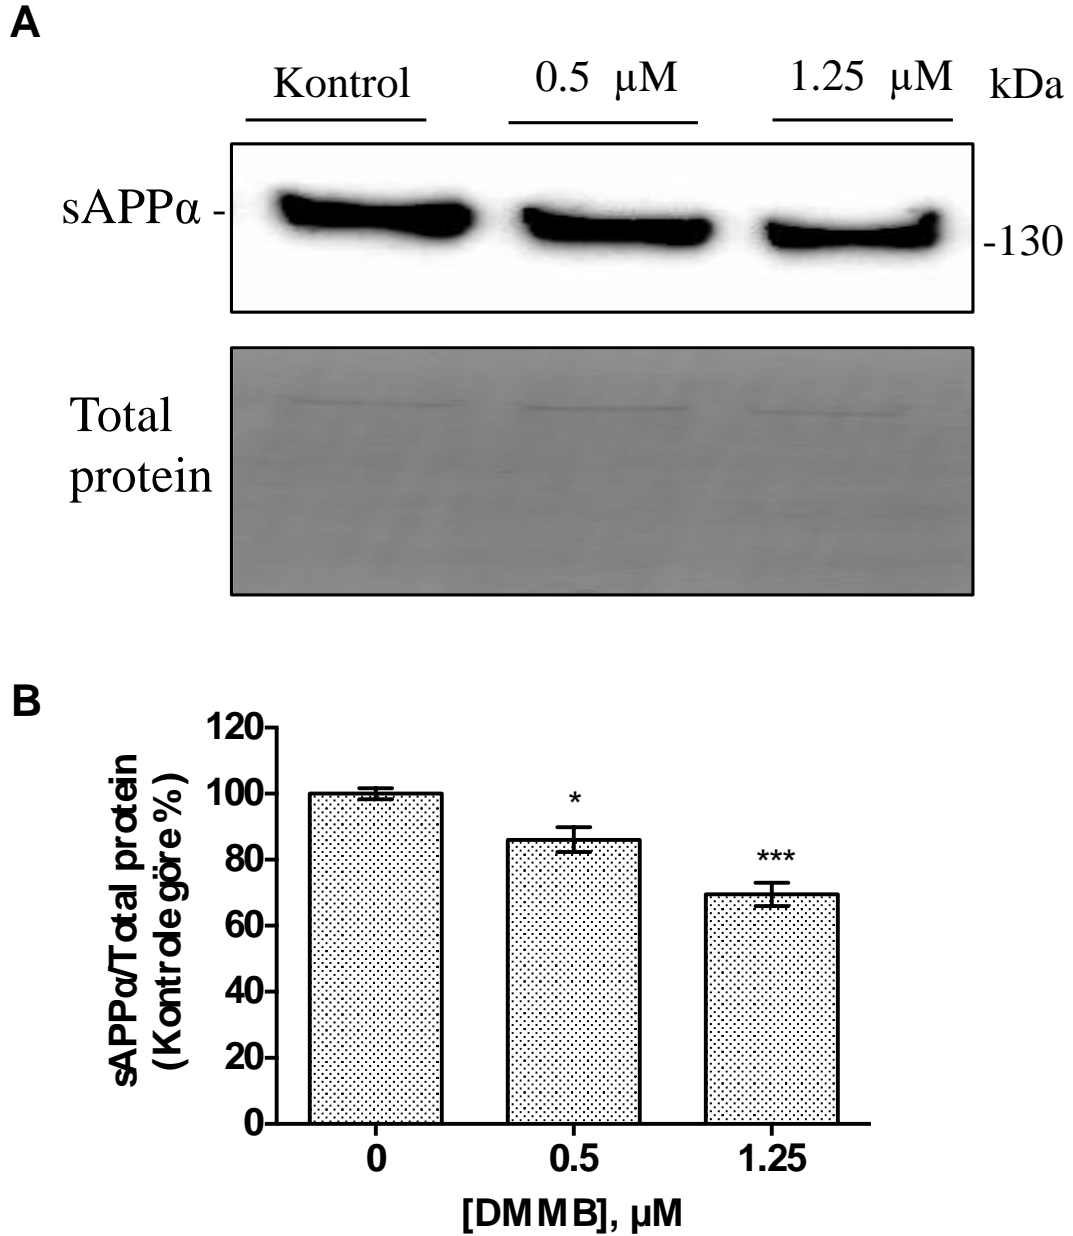 A
Kontrol 0.5 µM 1.25 µM kDa
sAPPα -
-130
Total
protein
B
sAPPα/Total protein
(Kontrole göre %)
120
100
80
60
40
20
0
*
***
0 0.5 1.25
[DMMB], µM